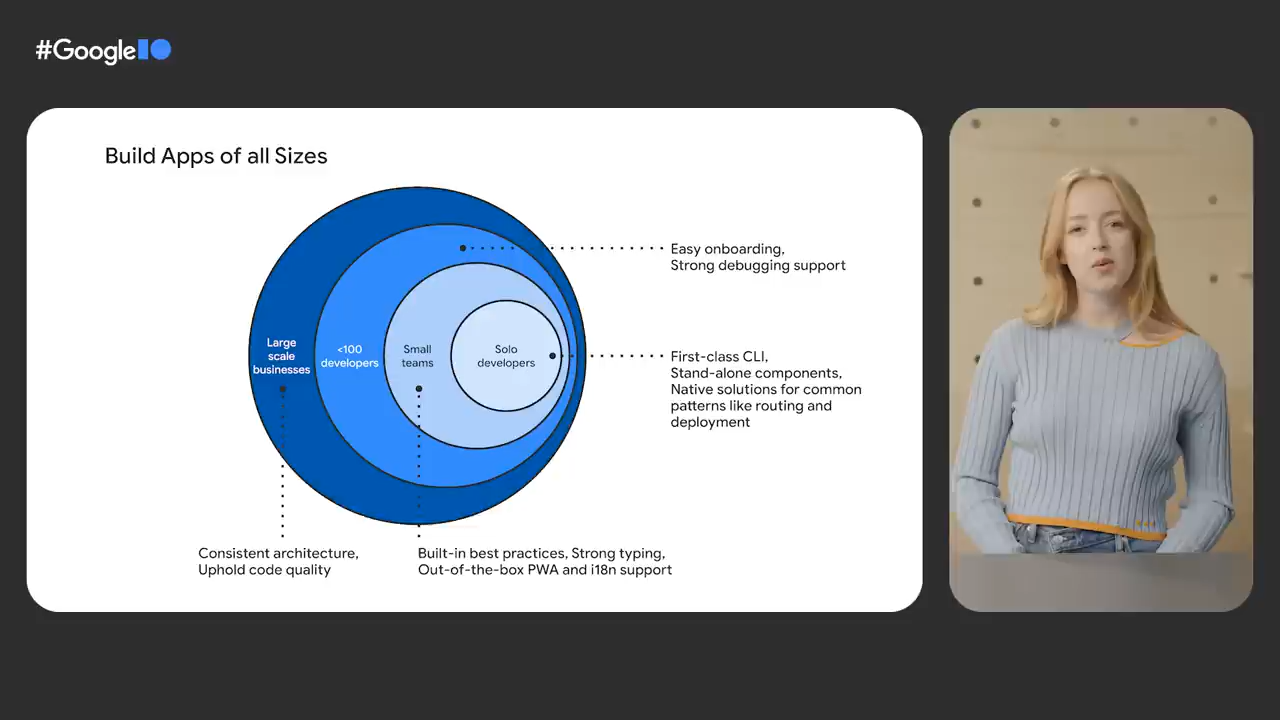 #GoogleIO
Build Apps of all Sizes
Easy onboarding,
Strong debugging support
Large
scale
businesses
<100
developers
Small
teams
Solo
developers
First-class CLI,
Stand-alone components,
Native solutions for common
patterns like routing and
deployment
Consistent architecture,
Uphold code quality
Built-in best practices, Strong typing,
Out-of-the-box PWA and i18n support